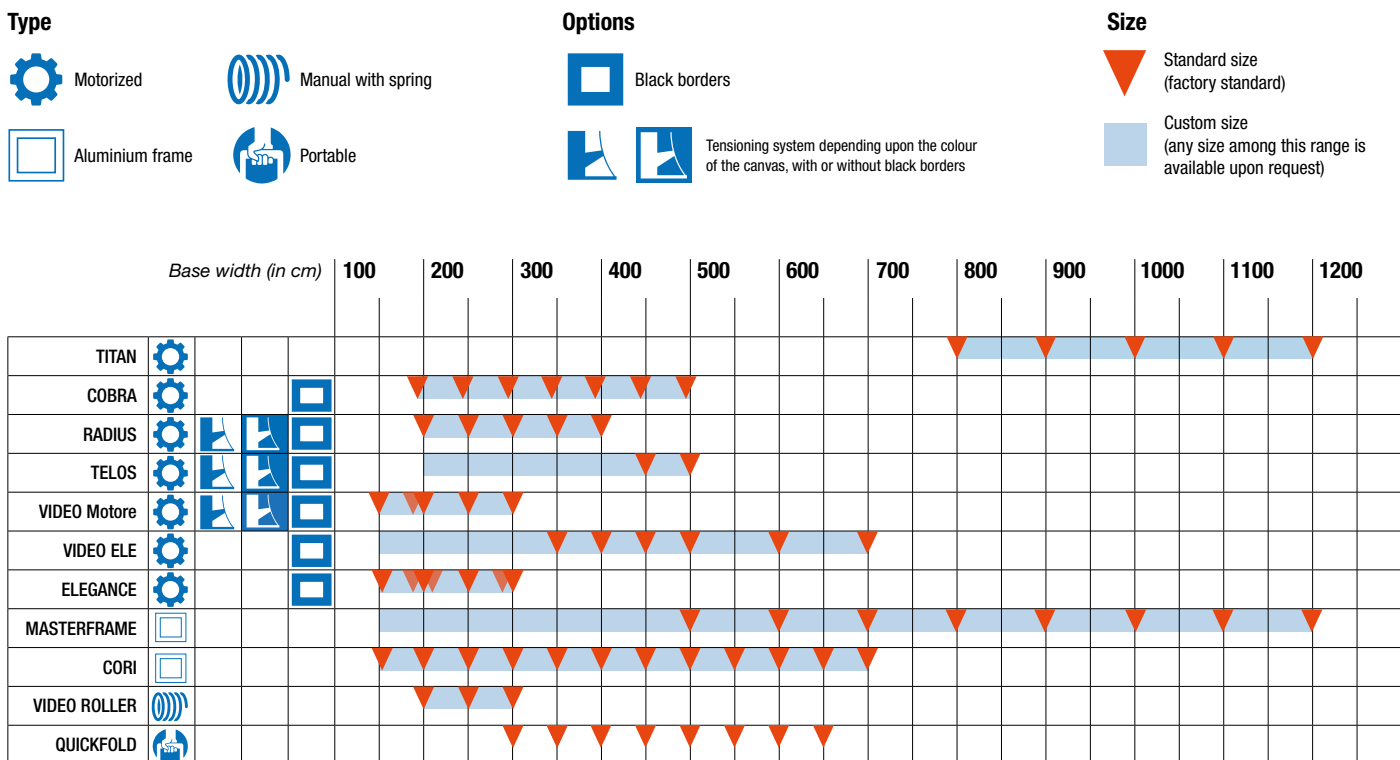 Type
Options
Size
Motorized
Manual with spring
Black borders
Standard size
(factory standard)
Aluminium frame
Portable
Tensioning system depending upon the colour
of the canvas, with or without black borders
Custom size
(any size among this range is
available upon request)
Base width (in cm) 100 200 300 400 500 600 700 800 900 1000 1100 1200
TITAN
COBRA
RADIUS
TELOS
VIDEO Motore
VIDEO ELE
ELEGANCE
MASTERFRAME
CORI
VIDEO ROLLER
QUICKFOLD